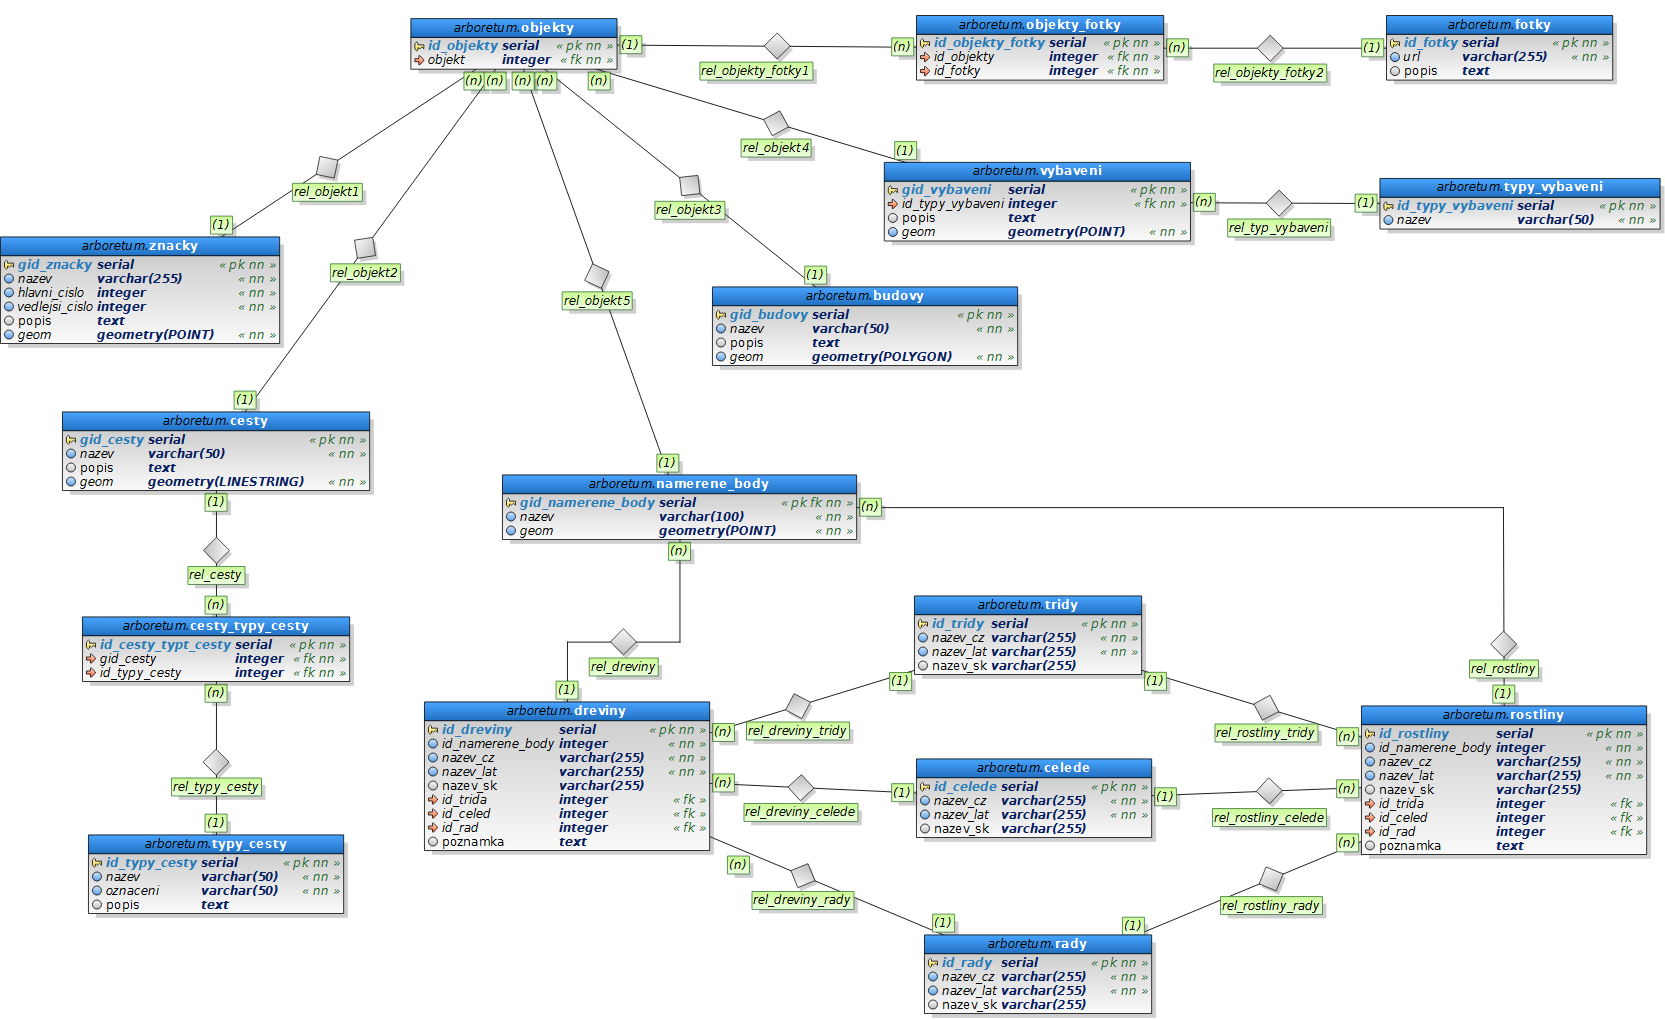 arboretum.objekty
id_objekty serial « pk nn »
objekt integer « fk nn »
(1)
rel_objekty_fotky1
(n)
arboretum.objekty_fotky
id_objekty_fotky serial « pk nn »
id_objekty integer « fk nn »
id_fotky integer « fk nn »
(n)
rel_objekty_fotky2
(1)
arboretum.fotky
id_fotky serial « pk nn »
url varchar(255) « nn »
popis text
(n) (n) (n) (n) (n)
rel_objekt4
(1)
arboretum.vybaveni
gid_vybaveni serial « pk nn »
id_typy_vybaveni integer « fk nn »
popis text
geom geometry(POINT) « nn »
(n)
rel_typ_vybaveni
(1)
arboretum.typy_vybaveni
id_typy_vybaveni serial « pk nn »
nazev varchar(50) « nn »
rel_objekt1
(1)
arboretum.znacky
gid_znacky serial « pk nn »
nazev varchar(255) « nn »
hlavni_cislo integer « nn »
vedlejsi_cislo integer « nn »
popis text
geom geometry(POINT) « nn »
rel_objekt3
(1)
arboretum.budovy
gid_budovy serial « pk nn »
nazev varchar(50) « nn »
popis text
geom geometry(POLYGON) « nn »
rel_objekt2
(1)
arboretum.cesty
gid_cesty serial « pk nn »
nazev varchar(50) « nn »
popis text
geom geometry(LINESTRING) « nn »
(1)
rel_cesty
(n)
arboretum.cesty_typy_cesty
id_cesty_typt_cesty serial « pk nn »
gid_cesty integer « fk nn »
id_typy_cesty integer « fk nn »
(n)
rel_typy_cesty
(1)
arboretum.typy_cesty
id_typy_cesty serial « pk nn »
nazev varchar(50) « nn »
oznaceni varchar(50) « nn »
popis text
rel_objekt5
(1)
arboretum.namerene_body
gid_namerene_body serial « pk fk nn »
nazev varchar(100) « nn »
geom geometry(POINT) « nn »
(n)
(n)
rel_dreviny
(1)
arboretum.dreviny
id_dreviny serial « pk nn »
id_namerene_body integer « nn »
nazev_cz varchar(255) « nn »
nazev_lat varchar(255) « nn »
nazev_sk varchar(255)
id_trida integer « fk »
id_celed integer « fk »
id_rad integer « fk »
poznamka text
arboretum.tridy
id_tridy serial « pk nn »
nazev_cz varchar(255) « nn »
nazev_lat varchar(255) « nn »
nazev_sk varchar(255)
(1)
(1)
(n)
rel_dreviny_tridy
rel_rostliny_tridy
(n)
rel_rostliny
(1)
arboretum.rostliny
id_rostliny serial « pk nn »
id_namerene_body integer « nn »
nazev_cz varchar(255) « nn »
nazev_lat varchar(255) « nn »
nazev_sk varchar(255)
id_trida integer « fk »
id_celed integer « fk »
id_rad integer « fk »
poznamka text
(n)
rel_dreviny_celede
(1)
arboretum.celede
id_celede serial « pk nn »
nazev_cz varchar(255) « nn »
nazev_lat varchar(255) « nn »
nazev_sk varchar(255)
(1)
rel_rostliny_celede
(n)
(n)
(n)
rel_dreviny_rady
rel_rostliny_rady
(1)
(1)
arboretum.rady
id_rady serial « pk nn »
nazev_cz varchar(255) « nn »
nazev_lat varchar(255) « nn »
nazev_sk varchar(255)